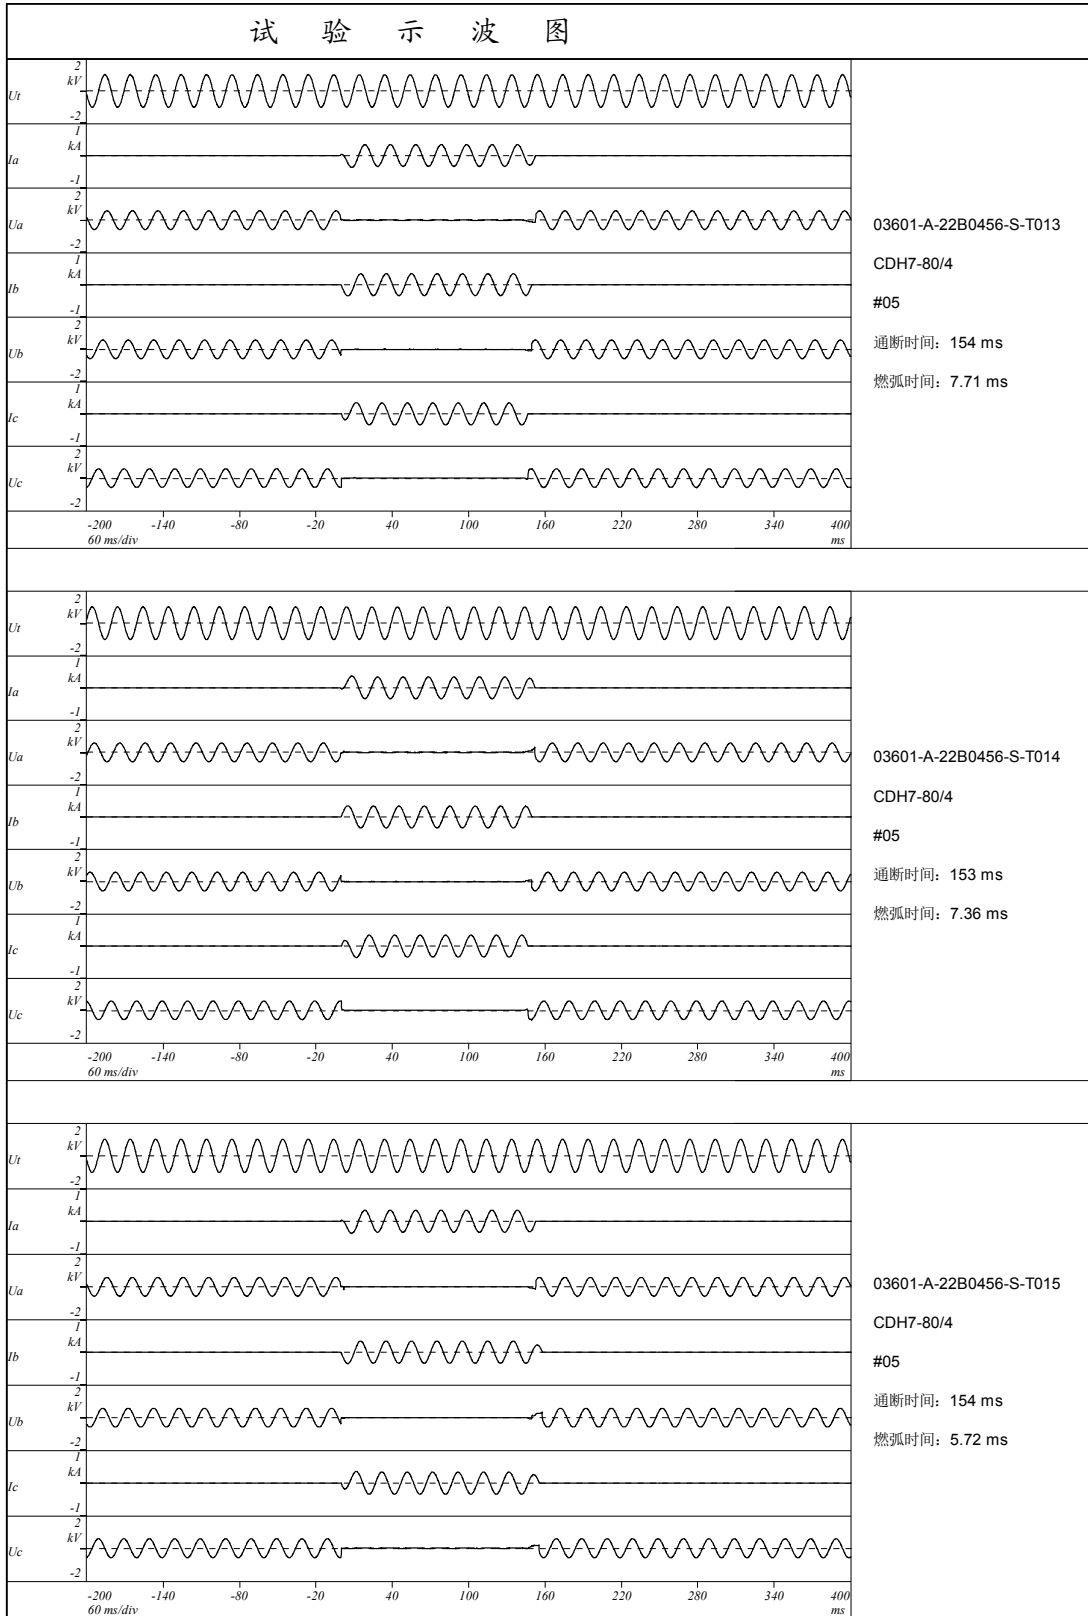 试 验 示 波 图
2
kV
Ut
-2
1
kA
Ia
-1
2
kV
Ua
-2
1
kA
Ib
-1
2
kV
Ub
-2
1
kA
Ic
-1
2
kV
Uc
-2
-200 -140 -80 -20 40 100 160 220 280 340 400
60 ms/div ms
03601-A-22B0456-S-T013
CDH7-80/4
#05
通断时间：154 ms
燃弧时间：7.71 ms
2
kV
Ut
-2
1
kA
Ia
-1
2
kV
Ua
-2
1
kA
Ib
-1
2
kV
Ub
-2
1
kA
Ic
-1
2
kV
Uc
-2
-200 -140 -80 -20 40 100 160 220 280 340 400
60 ms/div ms
03601-A-22B0456-S-T014
CDH7-80/4
#05
通断时间：153 ms
燃弧时间：7.36 ms
2
kV
Ut
-2
1
kA
Ia
-1
2
kV
Ua
-2
1
kA
Ib
-1
2
kV
Ub
-2
1
kA
Ic
-1
2
kV
Uc
-2
-200 -140 -80 -20 40 100 160 220 280 340 400
60 ms/div ms
03601-A-22B0456-S-T015
CDH7-80/4
#05
通断时间：154 ms
燃弧时间：5.72 ms